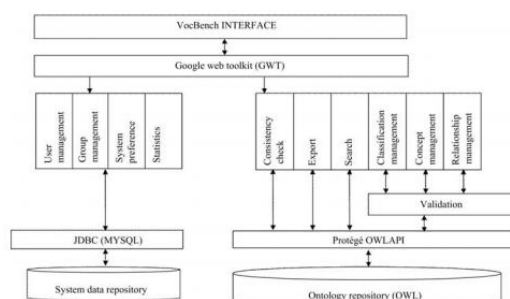 VocBench INTERFACE
Google web toolkit (GWT)
User
management
Group
management
System
preference
Statistics
Consistency
check
Export
Search
Classification
management
Concept
management
Relationship
management
Validation
JDBC (MYSQL)
Protègè OWLAPI
System data repository
Ontology repository (OWL)